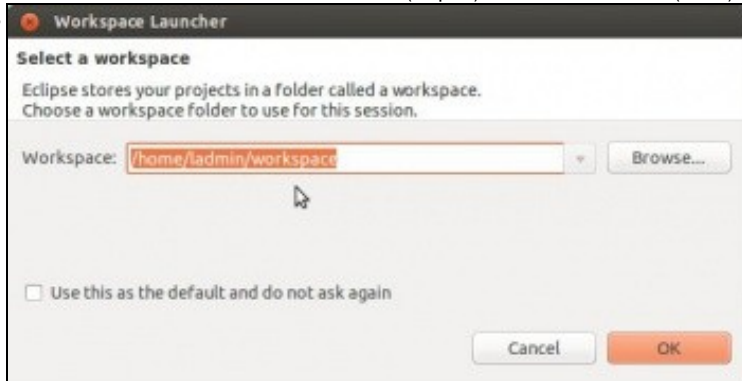 Workspace Launcher
Select a workspace
Eclipse stores your projects in a folder called a workspace.
Choose a workspace folder to use for this session.
Workspace: /home/ladmin/workspace Browse...
Use this as the default and do not ask again
Cancel OK